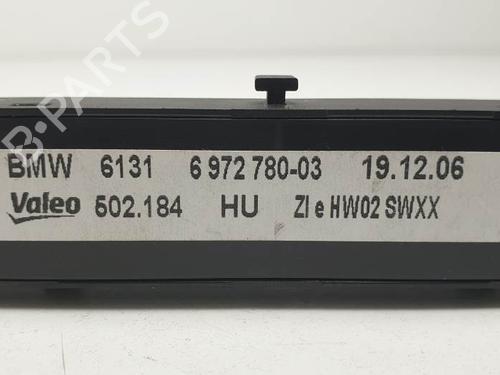 BMW 6131 6 972 780-03 19.12.06
Valeo 502.184 HU ZI e HW02 SWXX
B-PARTS